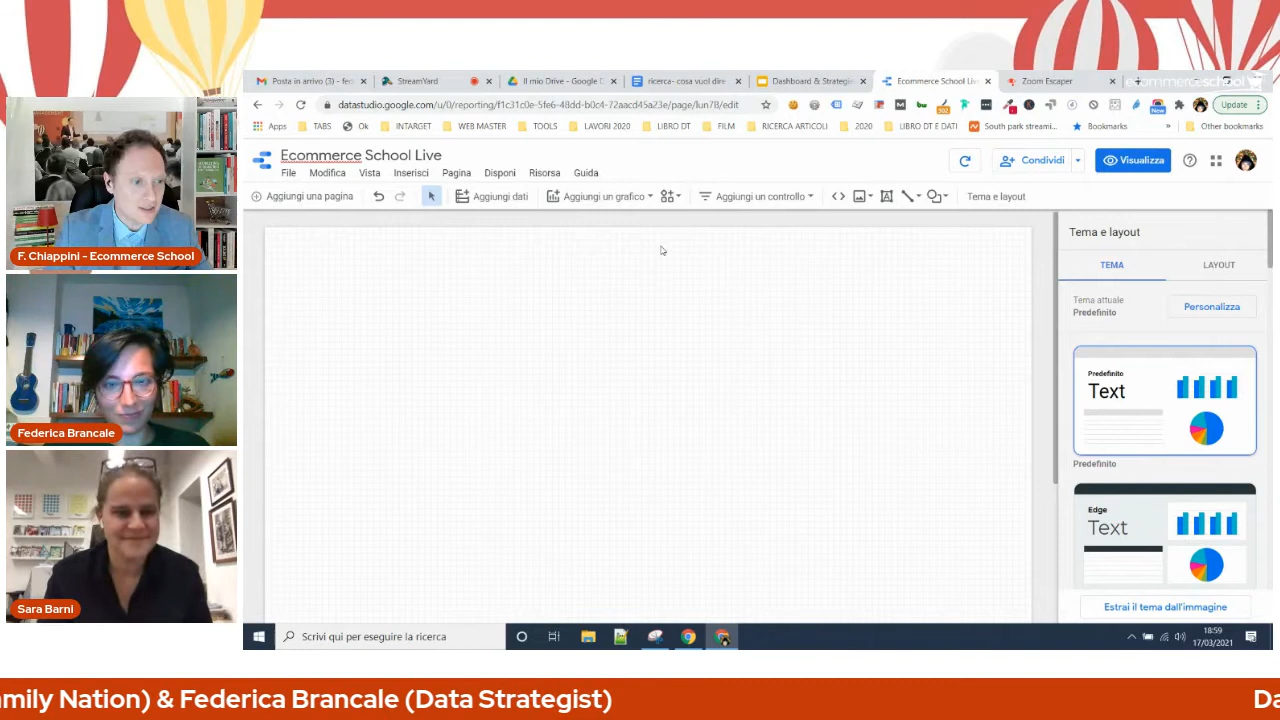 Posta in arrivo (3) - fed
StreamYard
Il mio Drive - Google D
ricerca- cosa vuol dire
Dashboard & Strategie
Ecommerce School Live
Zoom Escaper
ecommerceschool
datastudio.google.com/u/0/reporting/f1c31c0e-5fe6-48dd-b0c4-72aacd45a23e/page/lun7B/edit
Update
Apps
TABS
Ok
INTARGET
WEB MASTER
TOOLS
LAVORI 2020
LIBRO DT
FILM
RICERCA ARTICOLI
2020
LIBRO DT E DATI
South park streami...
Bookmarks
»
Other bookmarks
Ecommerce School Live
File Modifica Vista Inserisci Pagina Disponi Risorsa Guida
Condividi
Visualizza
Aggiungi una pagina
Aggiungi dati
Aggiungi un grafico
Aggiungi un controllo
Tema e layout
Tema e layout
TEMA
LAYOUT
Tema attuale
Predefinito
Personalizza
Predefinito
Text
Predefinito
Edge
Text
Estrai il tema dall'immagine
F. Chiappini - Ecommerce School
Federica Brancale
Sara Barni
Scrivi qui per eseguire la ricerca
18:59
17/03/2021
amily Nation) & Federica Brancale (Data Strategist)
Da